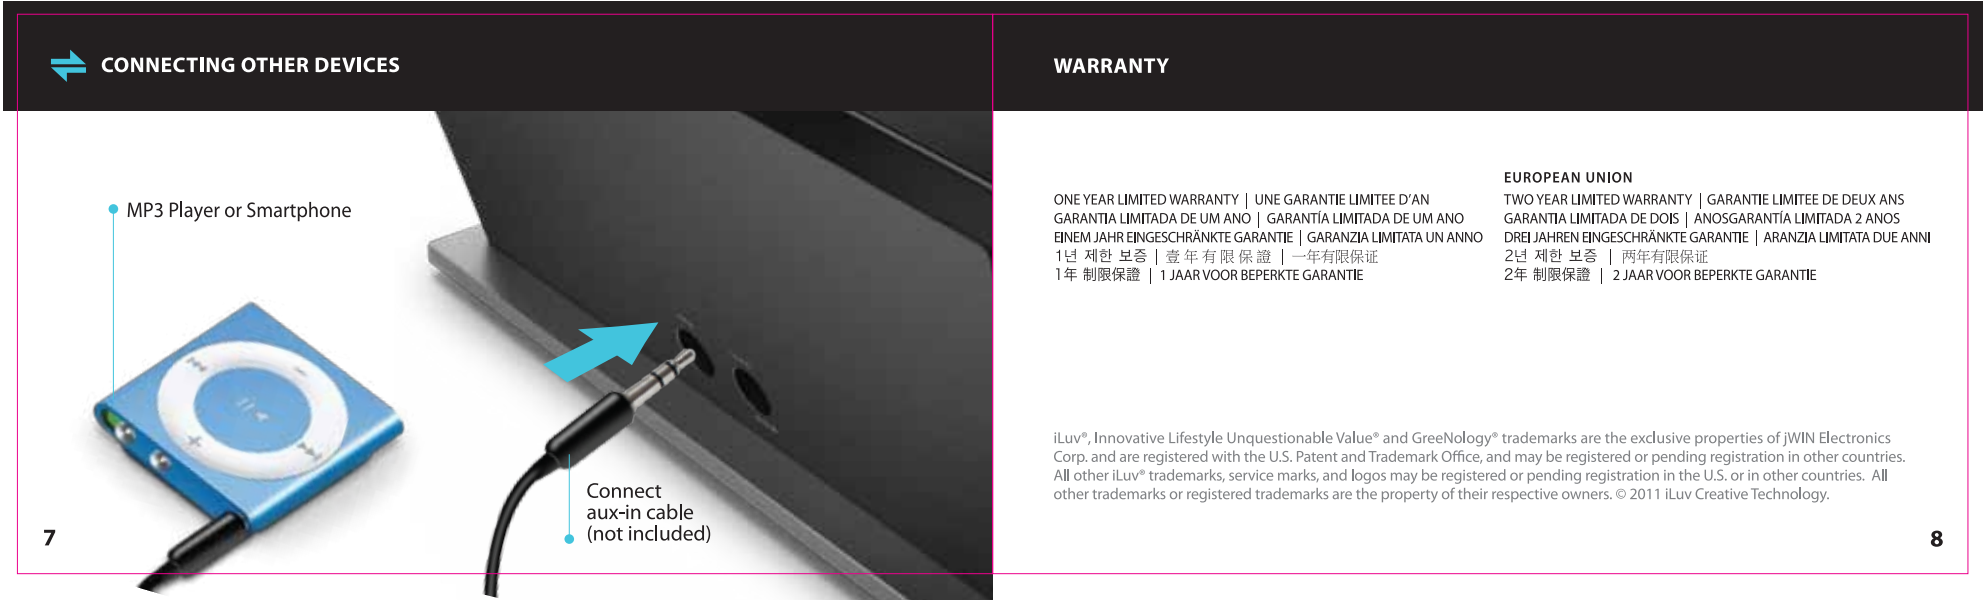 CONNECTING OTHER DEVICES
MP3 Player or Smartphone
Connect
aux-in cable
(not included)
7
WARRANTY
ONE YEAR LIMITED WARRANTY | UNE GARANTIE LIMITEE D'AN
GARANTIA LIMITADA DE UM ANO | GARANTÍA LIMITADA DE UM ANO
EINEM JAHR EINGESCHRÄNKTE GARANTIE | GARANZIA LIMITATA UN ANNO
1년 제한 보증 | 壹年有限保證 | 一年有限保证
1年 制限保證 | 1 JAAR VOOR BEPERKTE GARANTIE
EUROPEAN UNION
TWO YEAR LIMITED WARRANTY | GARANTIE LIMITEE DE DEUX ANS
GARANTIA LIMITADA DE DOIS | ANOSGARANTÍA LIMITADA 2 ANOS
DREI JAHREN EINGESCHRÄNKTE GARANTIE | ARANZIA LIMITATA DUE ANNI
2년 제한 보증 | 两年有限保证
2年 制限保證 | 2 JAAR VOOR BEPERKTE GARANTIE
iLuv®, Innovative Lifestyle Unquestionable Value® and GreeNology® trademarks are the exclusive properties of jWIN Electronics
Corp. and are registered with the U.S. Patent and Trademark Office, and may be registered or pending registration in other countries.
All other iLuv® trademarks, service marks, and logos may be registered or pending registration in the U.S. or in other countries. All
other trademarks or registered trademarks are the property of their respective owners. © 2011 iLuv Creative Technology.
8